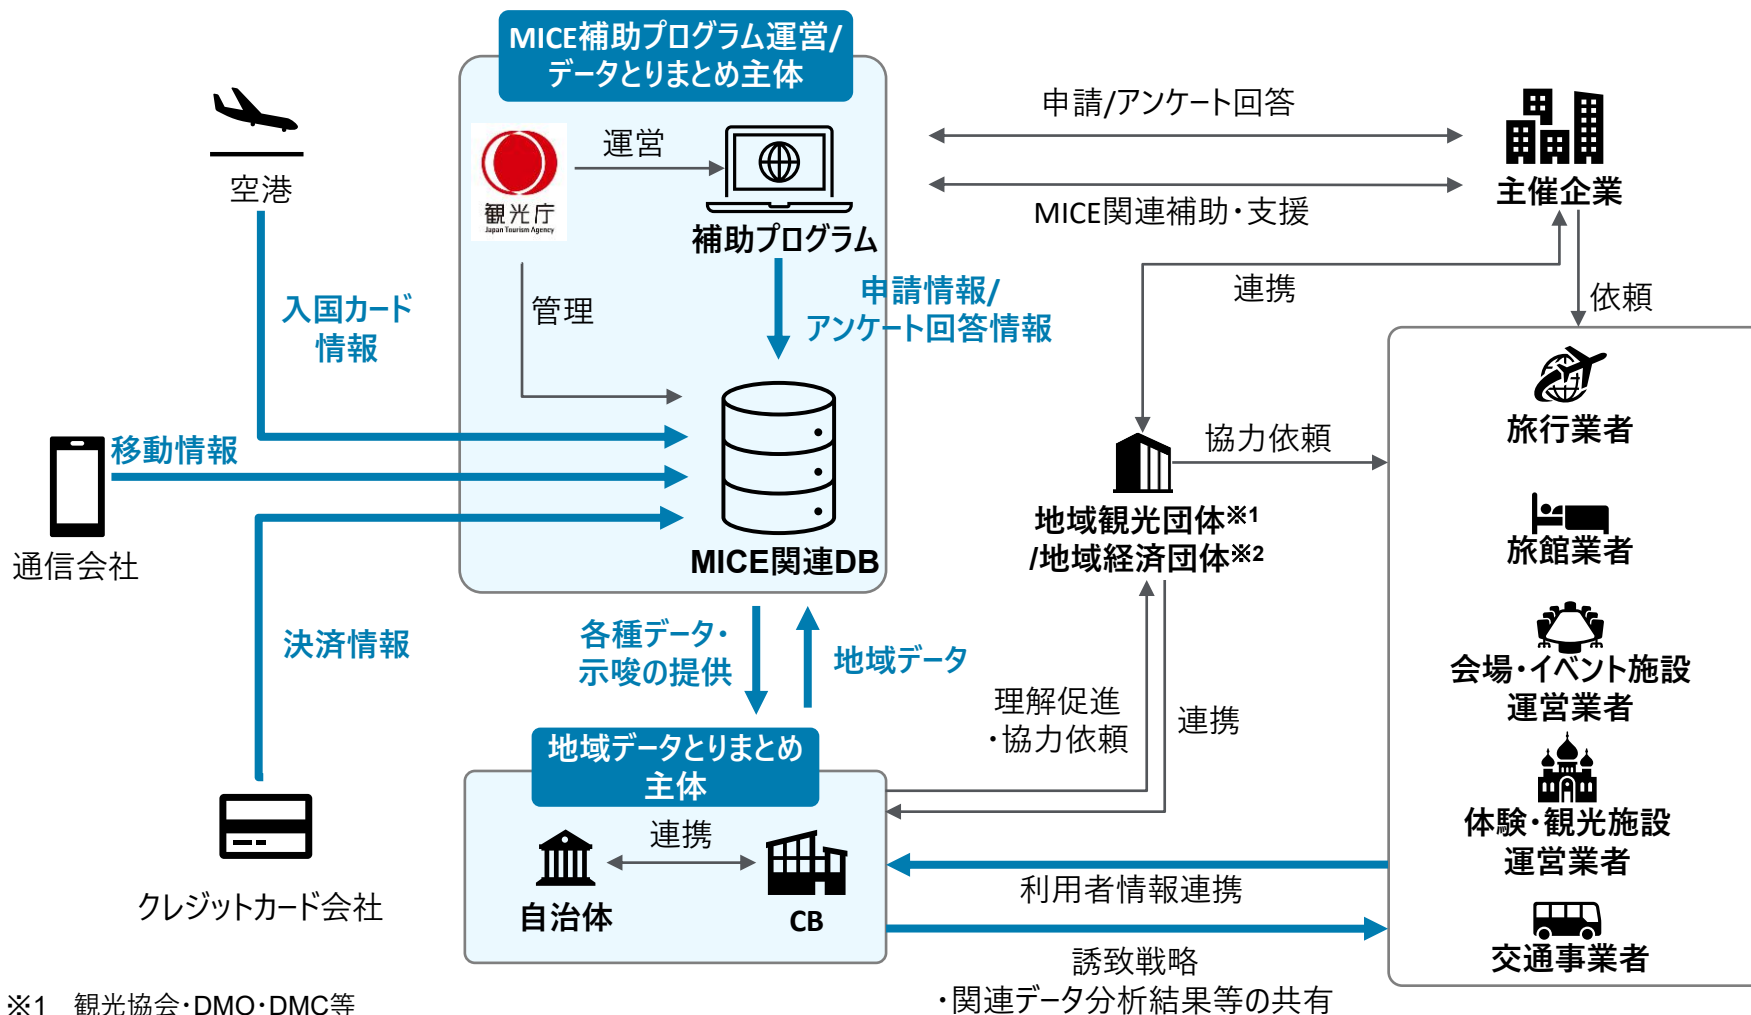 MICE補助プログラム運営/
データとりまとめ主体
空港
入国カード
情報
移動情報
通信会社
決済情報
クレジットカード会社
観光庁
Japan Tourism Agency
運営
補助プログラム
管理
申請情報/
アンケート回答情報
MICE関連DB
各種データ・
示唆の提供
地域データ
地域データとりまとめ
主体
自治体
連携
CB
申請/アンケート回答
MICE関連補助・支援
主催企業
連携
依頼
地域観光団体※1
/地域経済団体※2
協力依頼
理解促進
・協力依頼
連携
旅行業者
旅館業者
会場・イベント施設
運営業者
体験・観光施設
運営業者
交通事業者
利用者情報連携
誘致戦略
・関連データ分析結果等の共有
※1 観光協会・DMO・DMC等